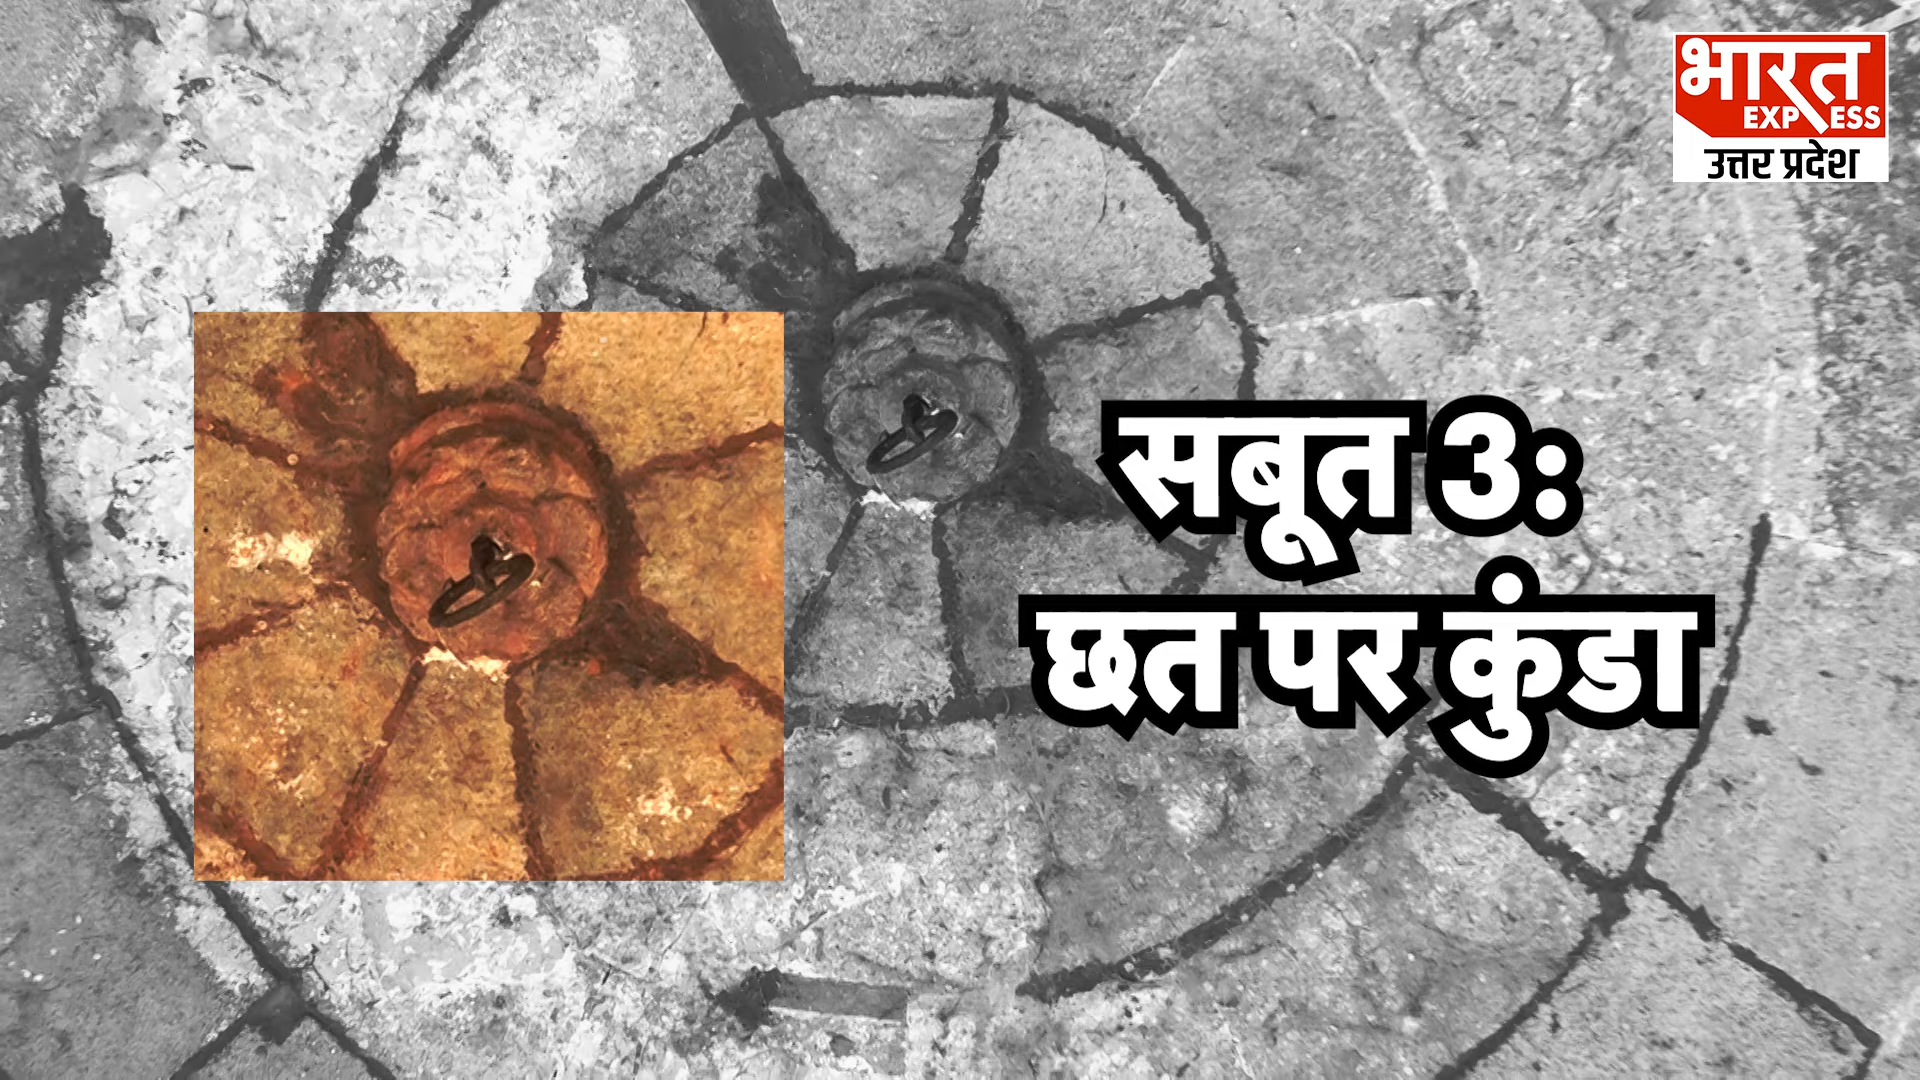 भारत
EXPRESS
उत्तर प्रदेश
सबूत 3:
छत पर कुंडा